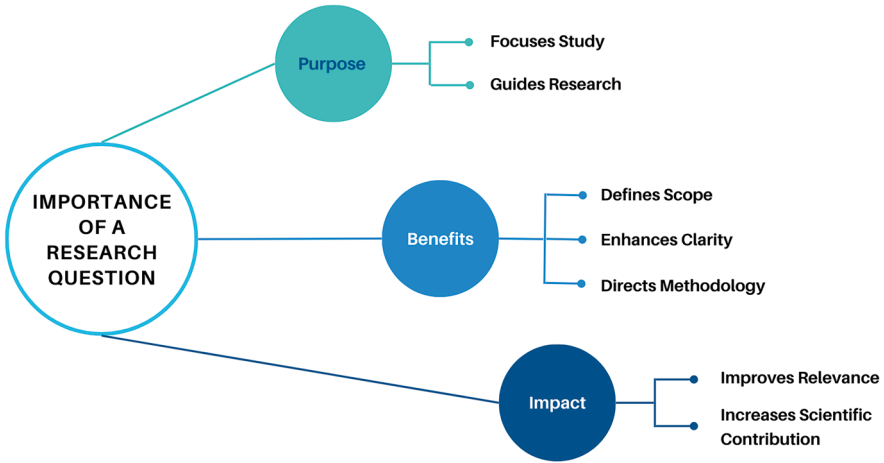 IMPORTANCE
OF A
RESEARCH
QUESTION
Purpose
Focuses Study
Guides Research
Benefits
Defines Scope
Enhances Clarity
Directs Methodology
Impact
Improves Relevance
Increases Scientific
Contribution